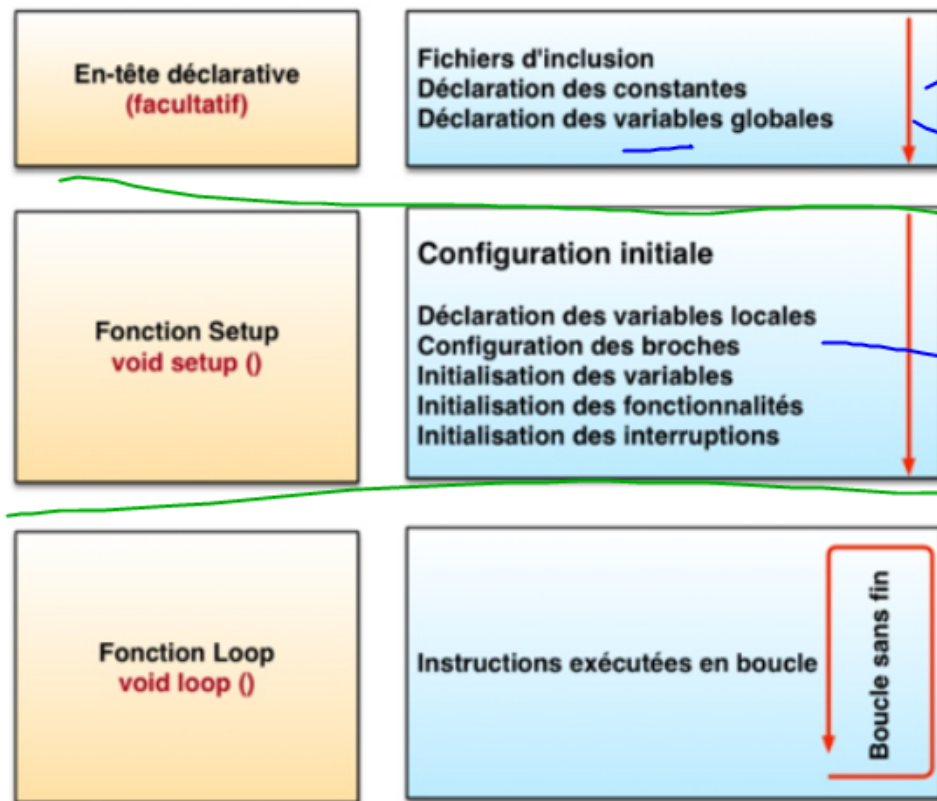 En-tête déclarative
(facultatif)
Fichiers d'inclusion
Déclaration des constantes
Déclaration des variables globales
Fonction Setup
void setup ()
Configuration initiale
Déclaration des variables locales
Configuration des broches
Initialisation des variables
Initialisation des fonctionnalités
Initialisation des interruptions
Fonction Loop
void loop ()
Instructions exécutées en boucle
Boucle sans fin